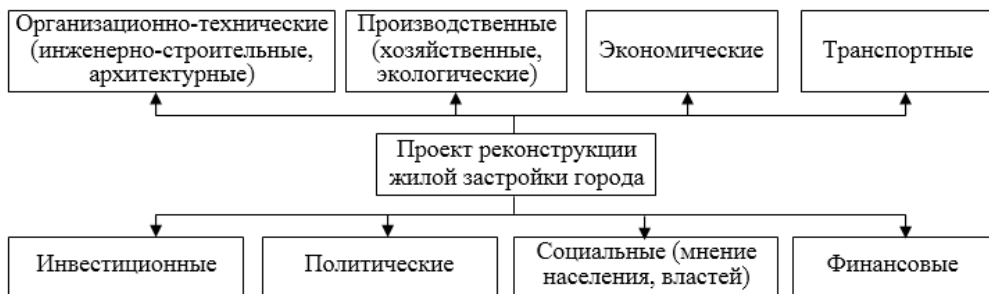 Организационно-технические
(инженерно-строительные,
архитектурные)
Производственные
(хозяйственные,
экологические)
Экономические
Транспортные
Проект реконструкции
жилой застройки города
Инвестиционные
Политические
Социальные (мнение
населения, властей)
Финансовые